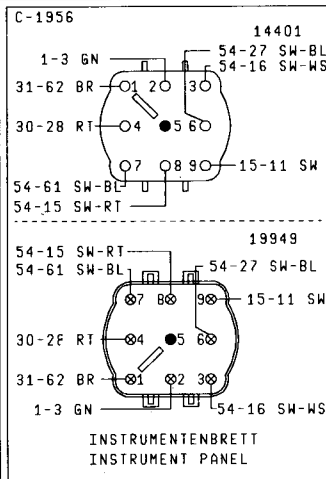 C-1956
14401
1-3 GN
54-27 SW-BL
54-16 SW-WS
31-62 BR
1 2 3
30-28 RT
4 5 6
7 8 9
15-11 SW
54-61 SW-BL
54-15 SW-RT
19949
54-15 SW-RT
54-61 SW-BL
54-27 SW-BL
7 8 9
15-11 SW
30-28 RT
4 5 6
31-62 BR
1 2 3
1-3 GN
54-16 SW-WS
INSTRUMENTENBRETT
INSTRUMENT PANEL